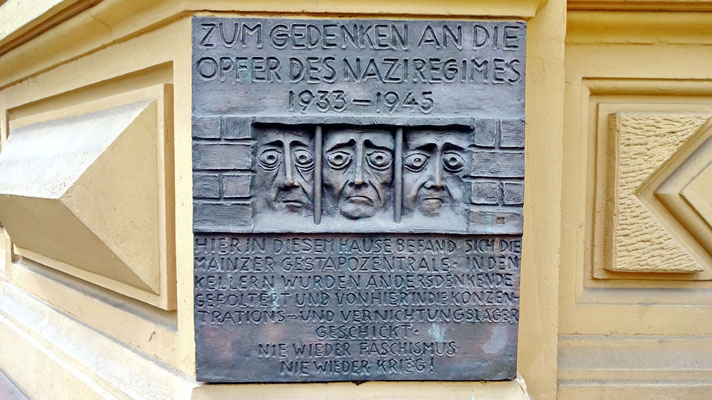 ZUM GEDENKEN AN DIE
OPFER DES NAZIREGIMES
1933 – 1945
HIER IN DIESEM HAUSE BEFAND SICH DIE
MAINZER GESTAPOZENTRALE · IN DEN
KELLERN WURDEN ANDERSDENKENDE
GEFOLTERT UND VON HIER IN DIE KONZEN-
TRATIONS- UND VERNICHTUNGSLÄGER
GESCHICKT·
NIE WIEDER FASCHISMUS
NIE WIEDER KRIEG!